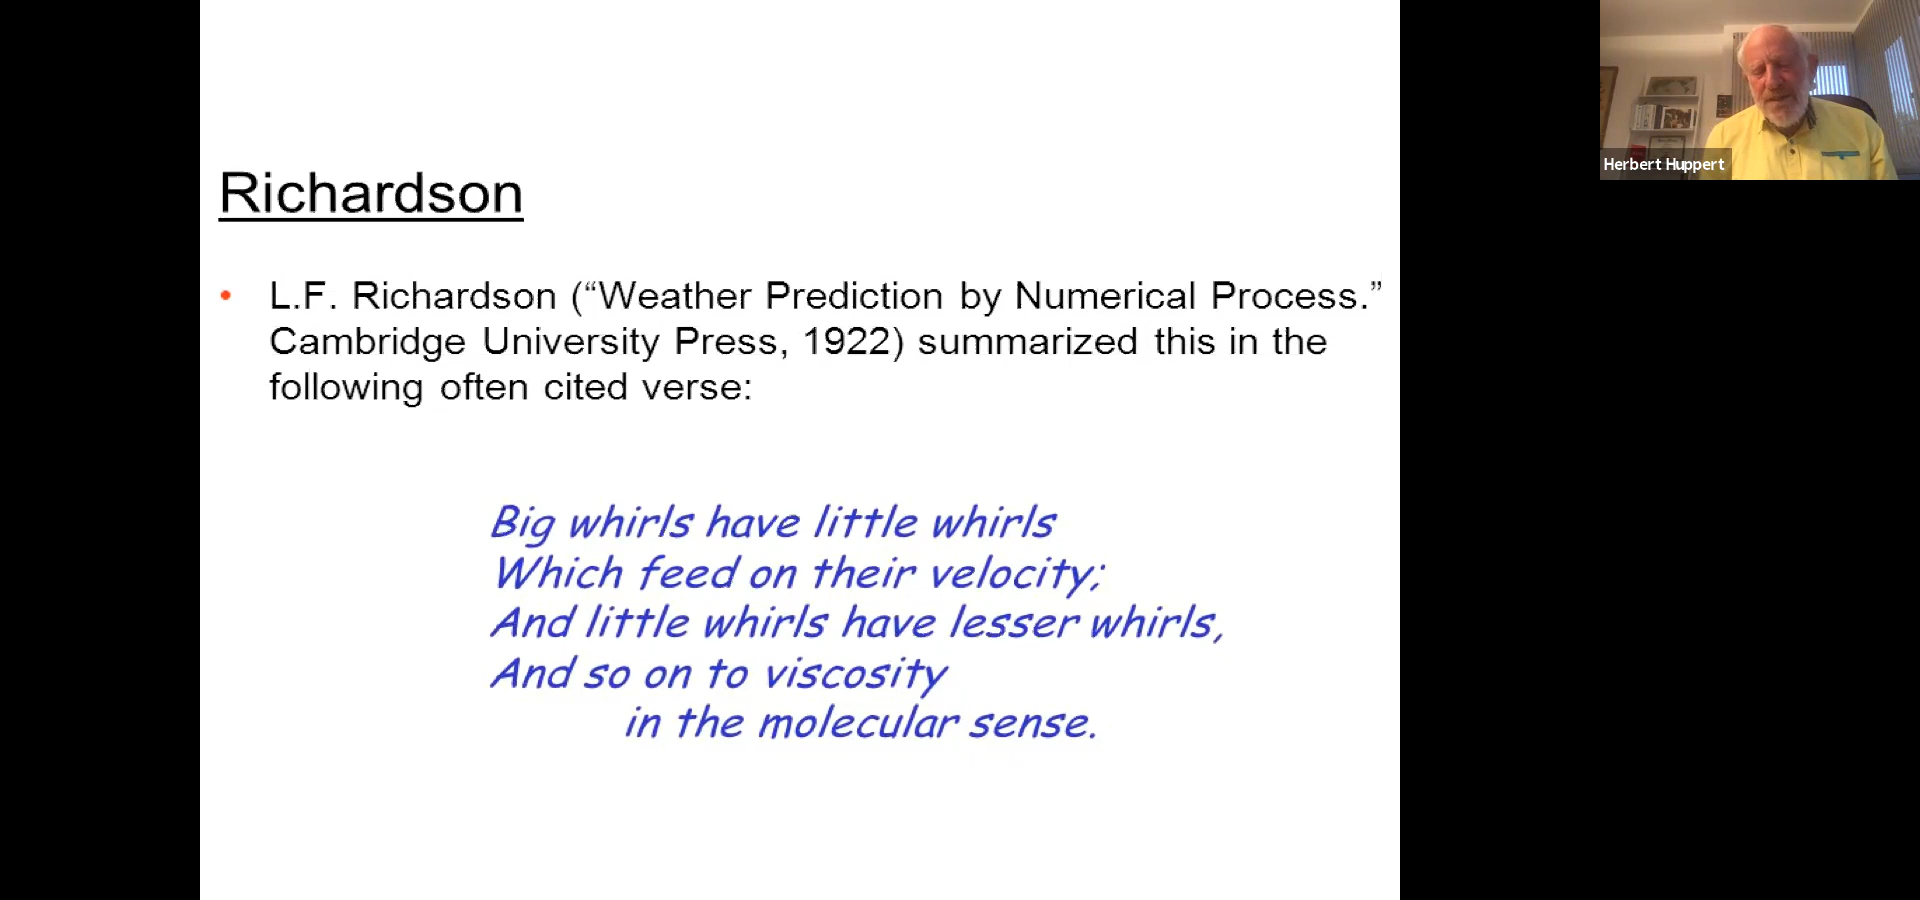 Herbert Huppert
Richardson
• L.F. Richardson (“Weather Prediction by Numerical Process.”
Cambridge University Press, 1922) summarized this in the
following often cited verse:
Big whirls have little whirls
Which feed on their velocity;
And little whirls have lesser whirls,
And so on to viscosity
in the molecular sense.